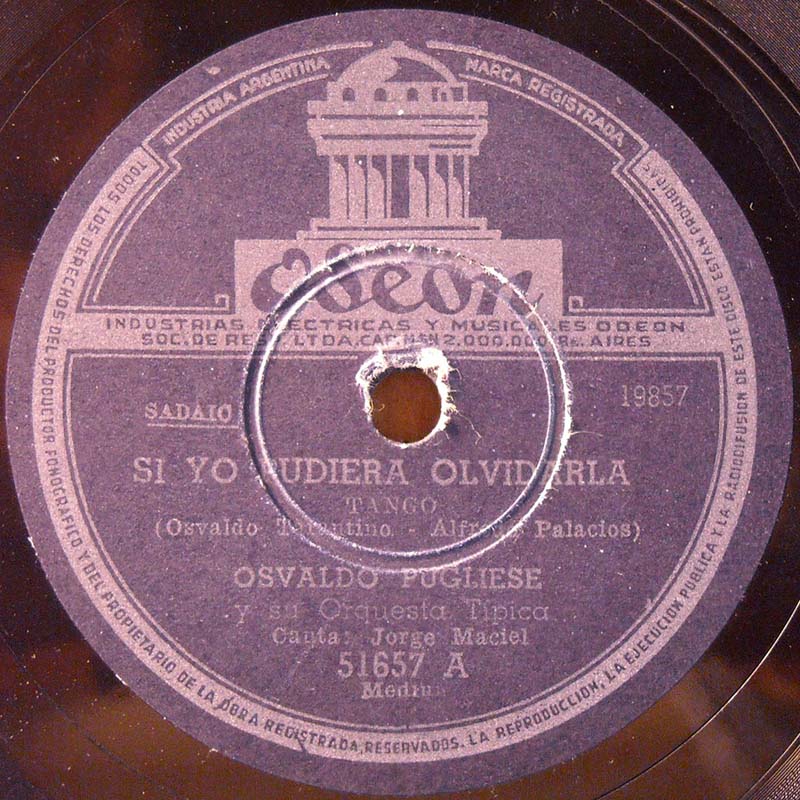 INDUSTRIA ARGENTINA
MARCA REGISTRADA
Odeon
INDUSTRIAS ELECTRICAS Y MUSICALES ODEON
SOC. DE RESP. LTDA. CAP. M$N 2.000.000 Bs. AIRES
SADAIC
19857
SI YO PUDIERA OLVIDARLA
TANGO
(Osvaldo Tarantino - Alfredo Palacios)
OSVALDO PUGLIESE
y su Orquesta Típica
Canta: Jorge Maciel
51657 A
Medium
TODOS LOS DERECHOS DEL PRODUCTOR FONOGRAFICO Y DEL PROPIETARIO DE LA OBRA REGISTRADA, RESERVADOS. LA REPRODUCCION, LA EJECUCION PUBLICA Y LA RADIODIFUSION DE ESTE DISCO ESTAN PROHIBIDAS